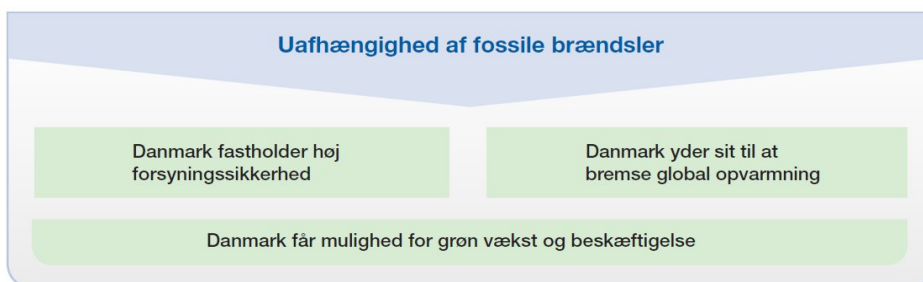 Uafhængighed af fossile brændsler
Danmark fastholder høj
forsyningssikkerhed
Danmark yder sit til at
bremse global opvarmning
Danmark får mulighed for grøn vækst og beskæftigelse